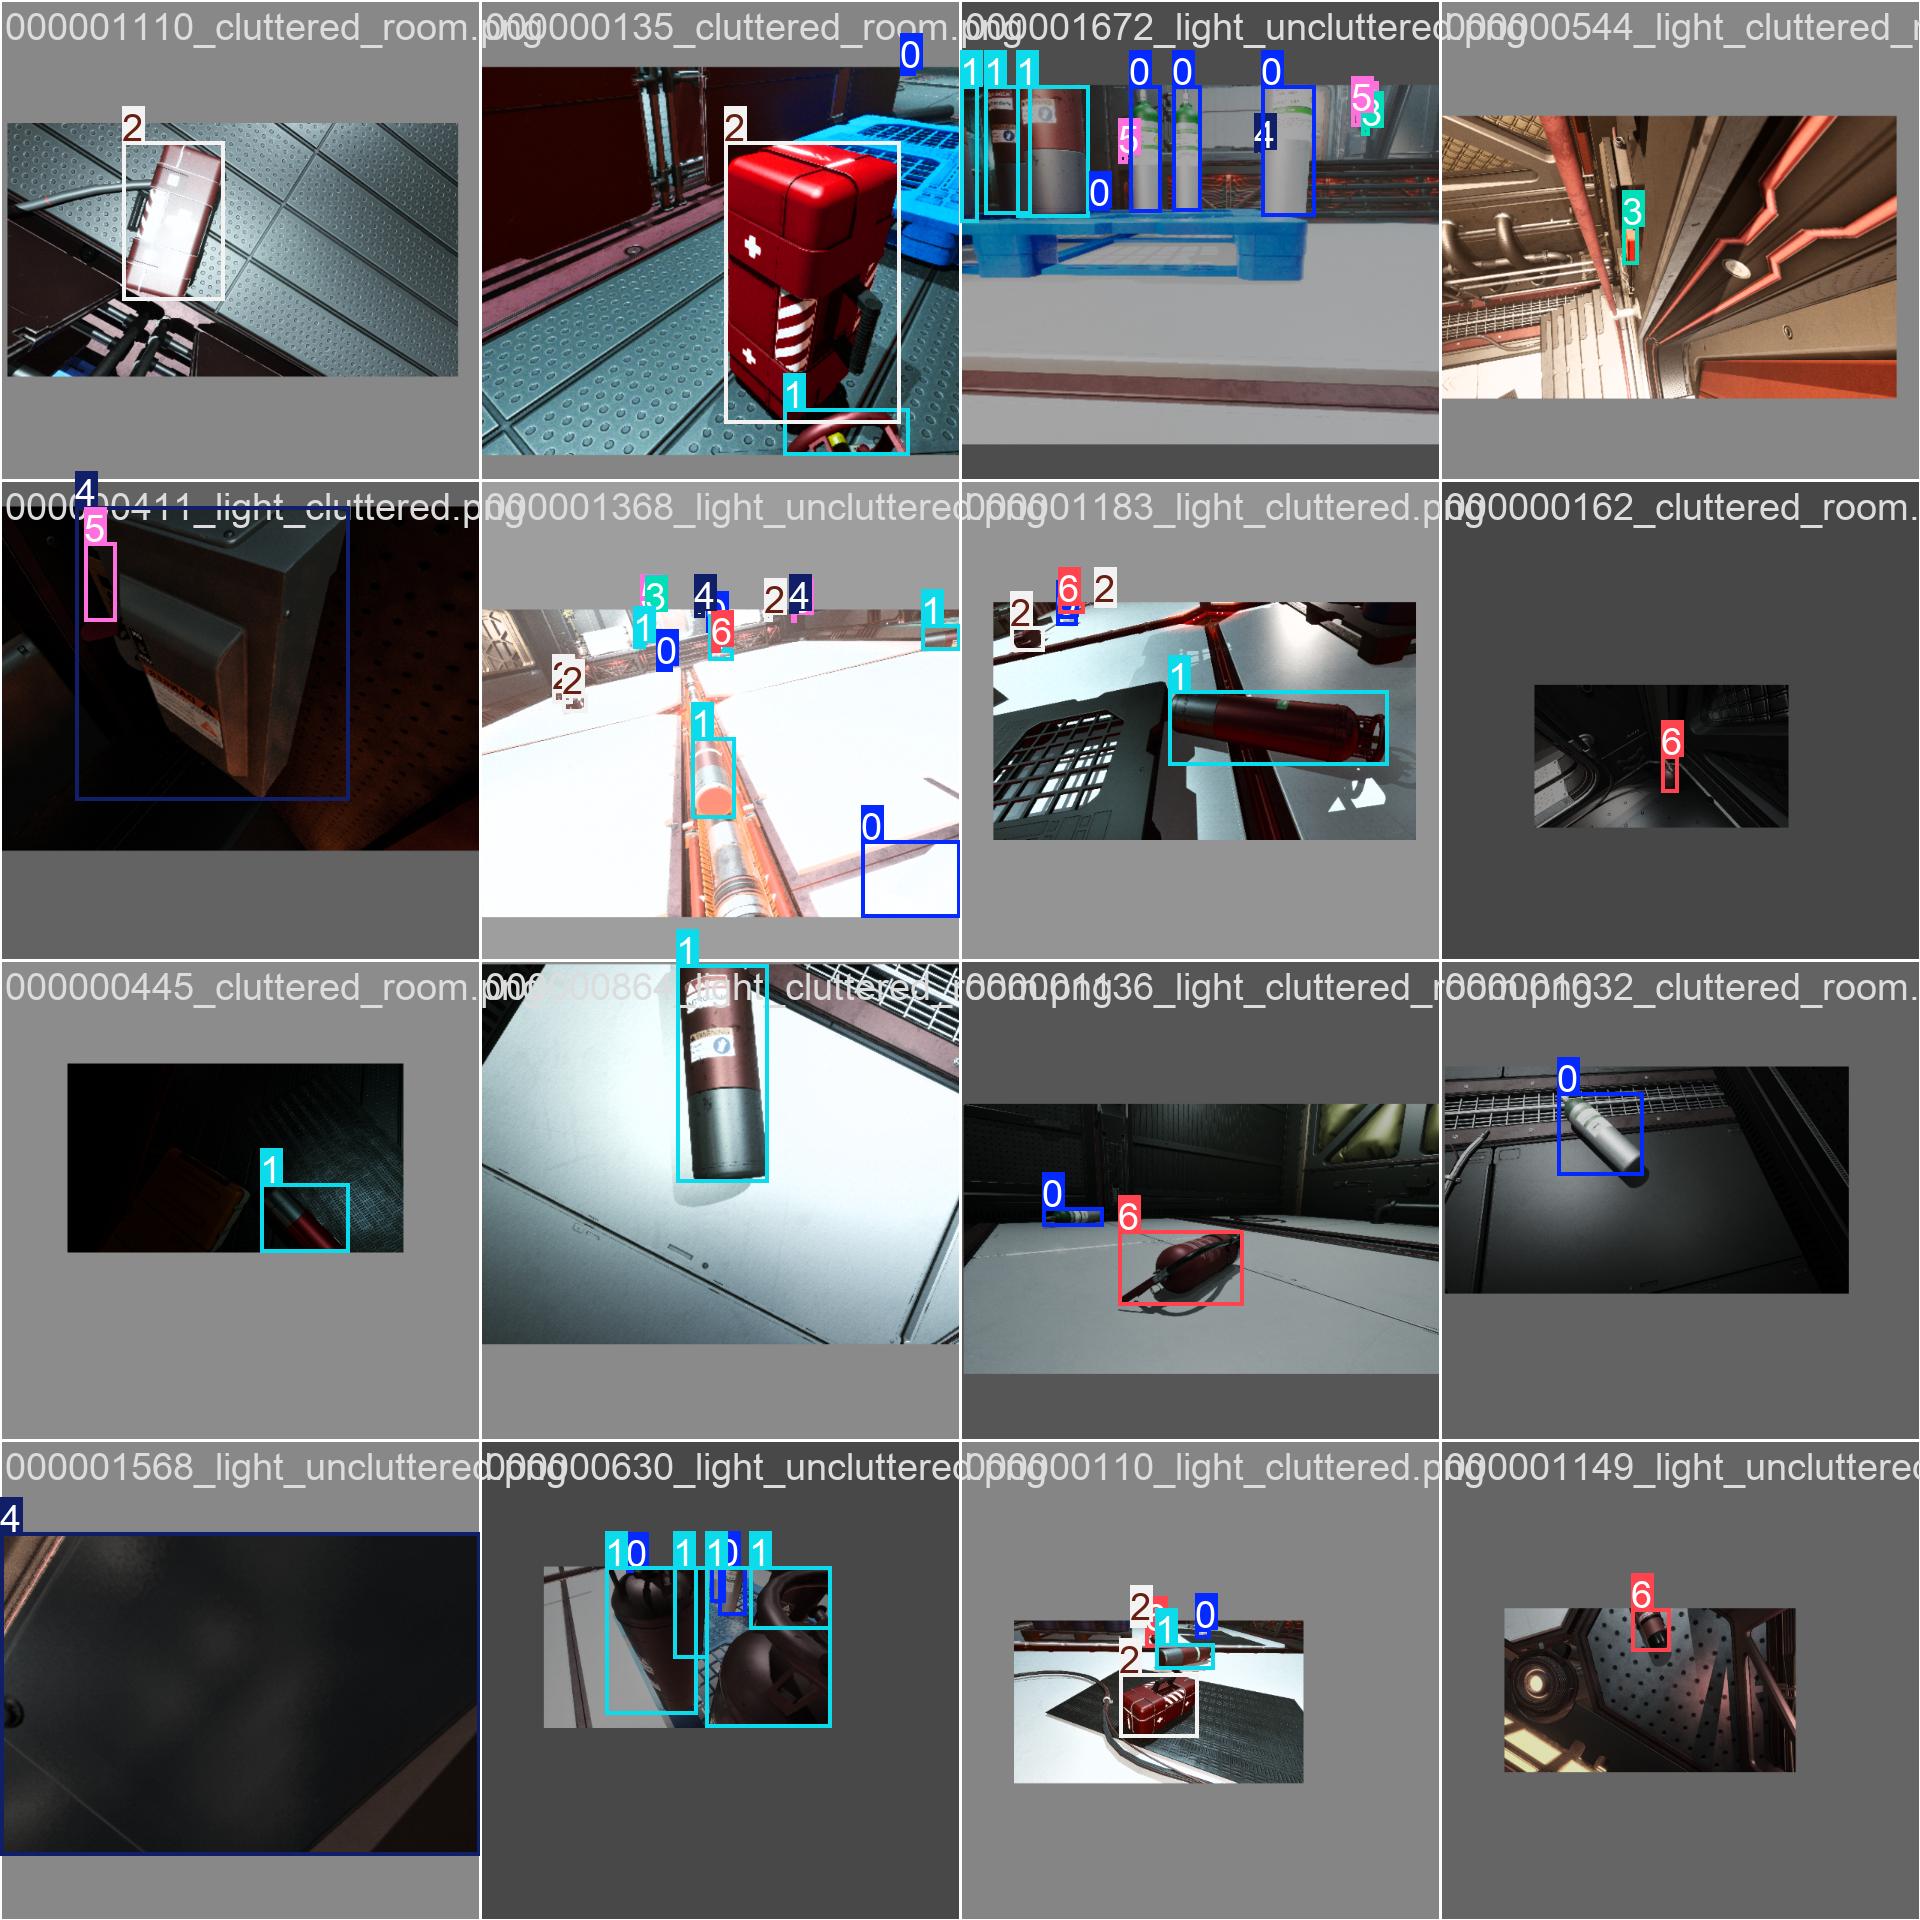 000001110_cluttered_room.png
000000135_cluttered_room.png
000001672_light_uncluttered.png
000000544_light_cluttered_r
2
2
1
0
1 1 1 0 0 0 5 3
5 4 0
3
000000411_light_cluttered.png
000001368_light_uncluttered.png
000001183_light_cluttered.png
000000162_cluttered_room.
4
5
3 4 0 2 4 1
1 0 6
2 2
1
0
2 6 2
1
6
000000445_cluttered_room.png
000000864_light_cluttered_room.png
000001136_light_cluttered_room.png
000001032_cluttered_room.
1
1
0
6
0
000001568_light_uncluttered.png
000000630_light_uncluttered.png
000000110_light_cluttered.png
000001149_light_uncluttered
4
1 0 1 1 0 1
2 1 0
2
6